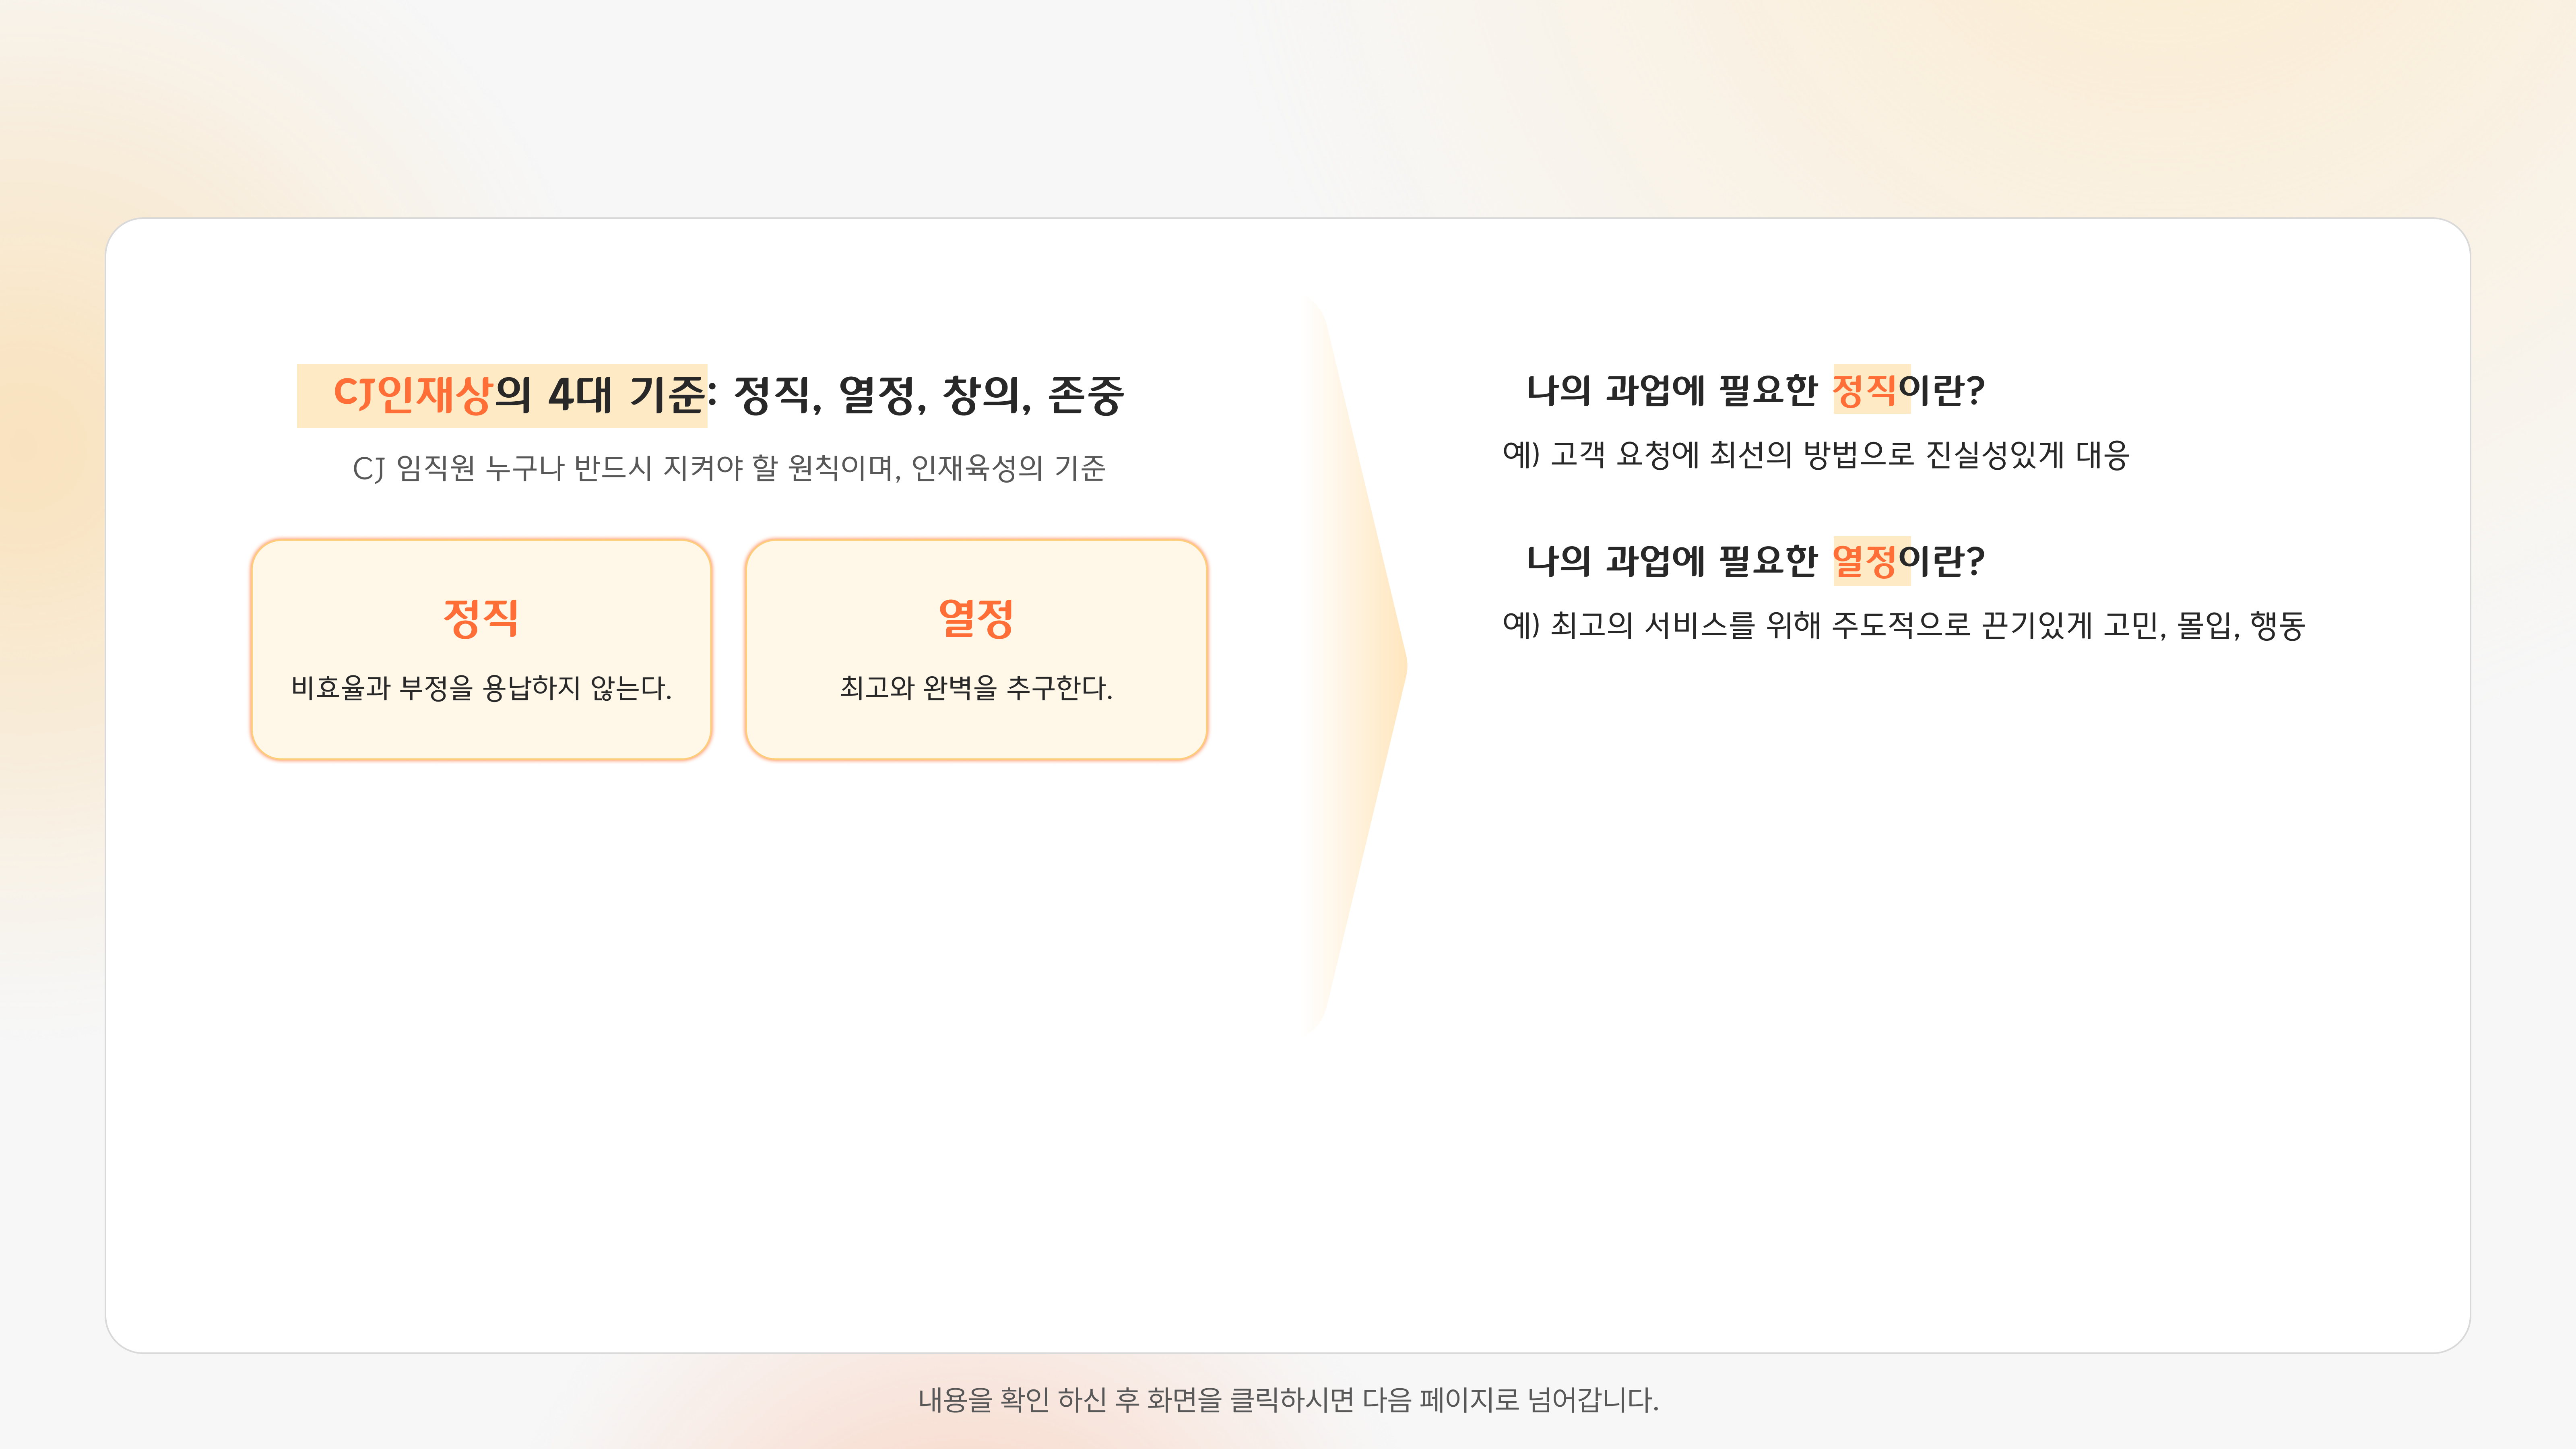 CJ인재상의 4대 기준: 정직, 열정, 창의, 존중
CJ 임직원 누구나 반드시 지켜야 할 원칙이며, 인재육성의 기준
정직
비효율과 부정을 용납하지 않는다.
열정
최고와 완벽을 추구한다.
나의 과업에 필요한 정직이란?
예) 고객 요청에 최선의 방법으로 진실성있게 대응
나의 과업에 필요한 열정이란?
예) 최고의 서비스를 위해 주도적으로 끈기있게 고민, 몰입, 행동
내용을 확인 하신 후 화면을 클릭하시면 다음 페이지로 넘어갑니다.